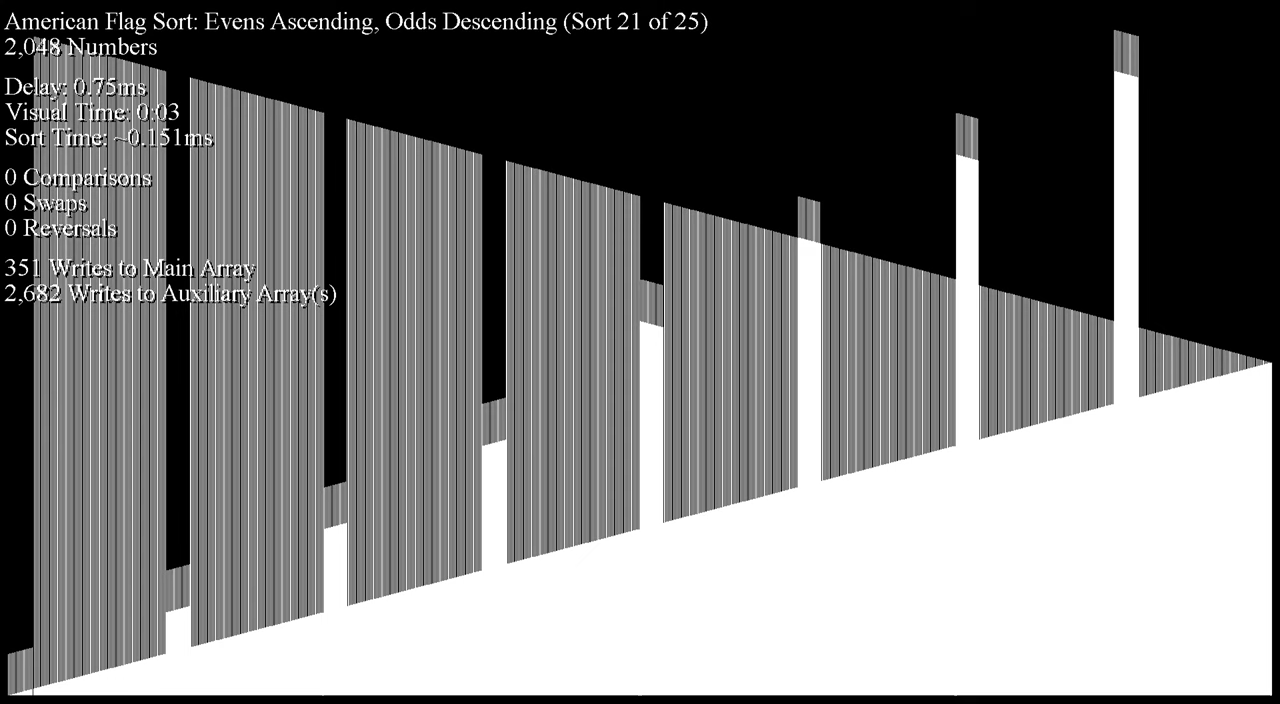 American Flag Sort: Evens Ascending, Odds Descending (Sort 21 of 25)
2,048 Numbers
Delay: 0.75ms
Visual Time: 0:03
Sort Time: ~0.151ms
0 Comparisons
0 Swaps
0 Reversals
351 Writes to Main Array
2,682 Writes to Auxiliary Array(s)